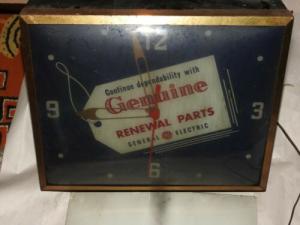 12
Continue dependability with
Genuine
9
3
RENEWAL PARTS
GENERAL ELECTRIC
6